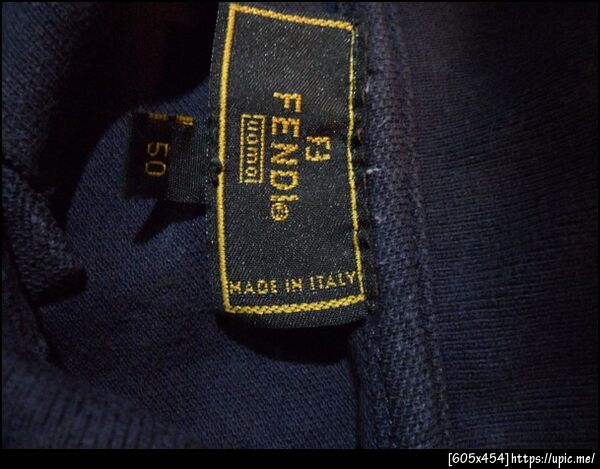 FENDI®
uomo
MADE IN ITALY
I 50
[605x454]https://upic.me/